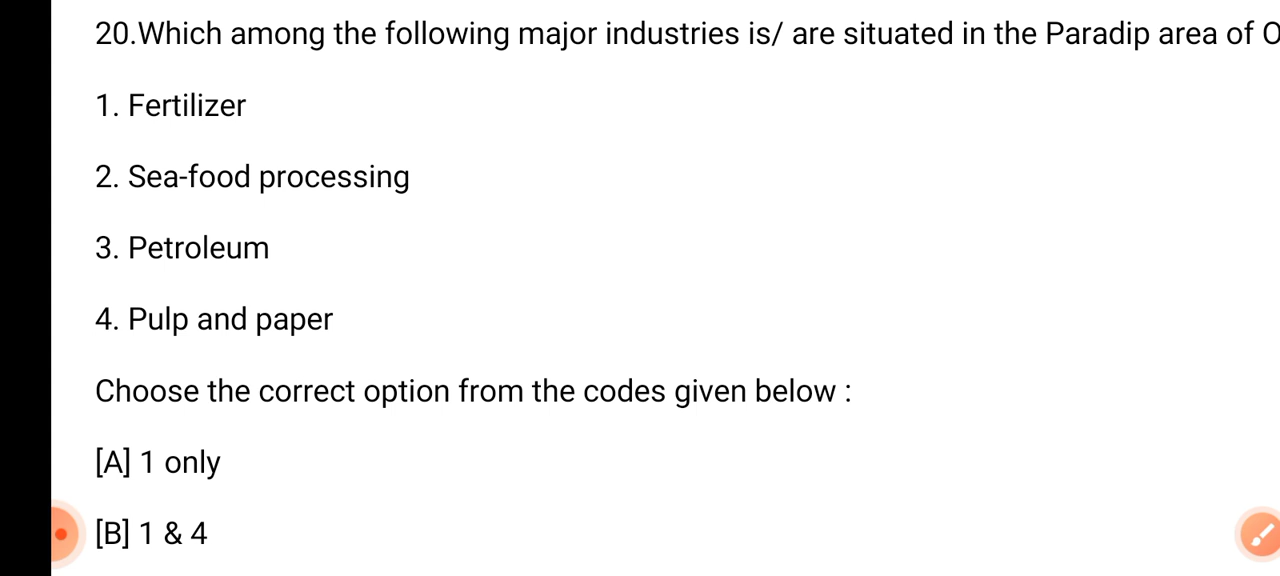 20.Which among the following major industries is/ are situated in the Paradip area of O
1. Fertilizer
2. Sea-food processing
3. Petroleum
4. Pulp and paper
Choose the correct option from the codes given below :
[A] 1 only
[B] 1 & 4